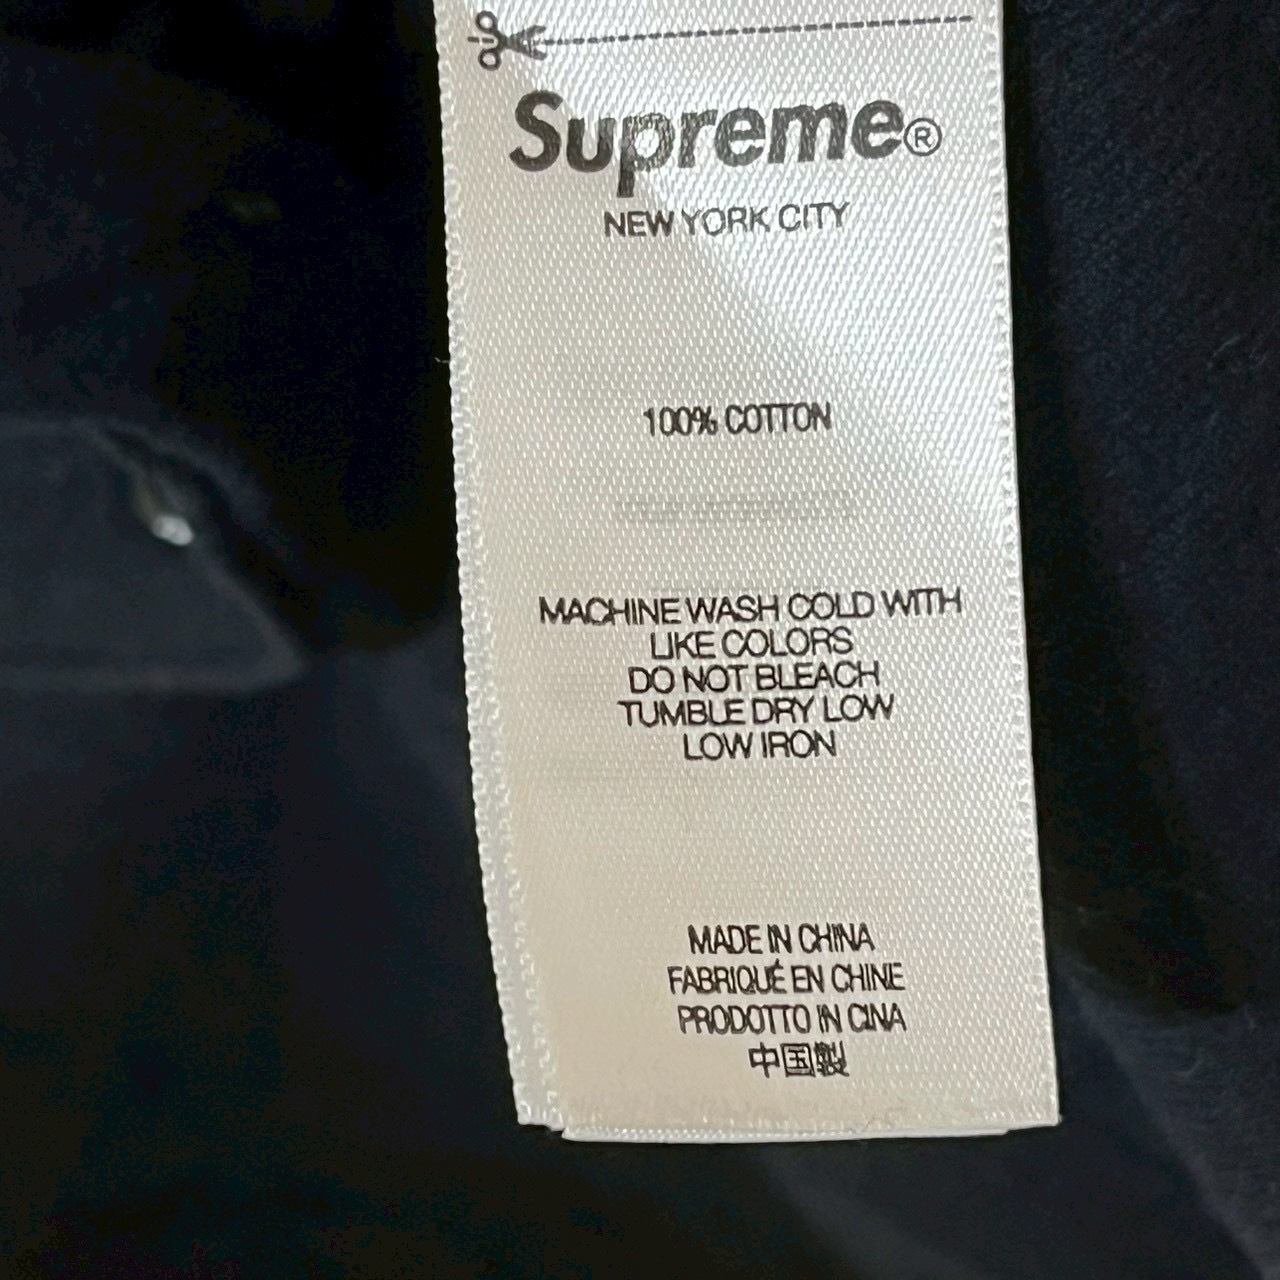 Supreme®
NEW YORK CITY
100% COTTON
MACHINE WASH COLD WITH
LIKE COLORS
DO NOT BLEACH
TUMBLE DRY LOW
LOW IRON
MADE IN CHINA
FABRIQUÉ EN CHINE
PRODOTTO IN CINA
中国製